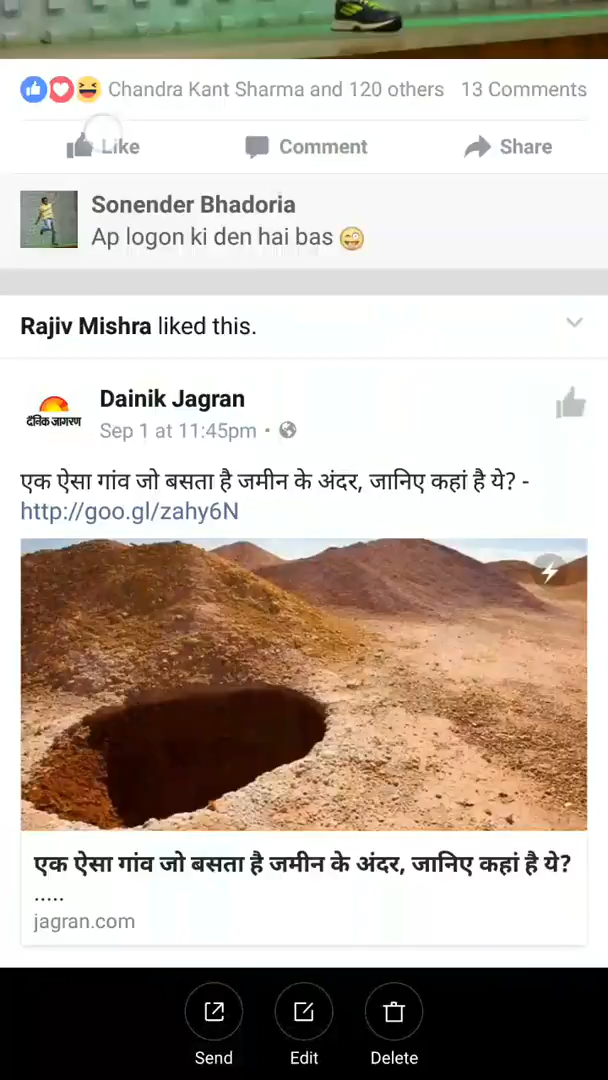 Chandra Kant Sharma and 120 others 13 Comments
Like Comment Share
Sonender Bhadoria
Ap logon ki den hai bas
Rajiv Mishra liked this.
दैनिक जागरण
Dainik Jagran
Sep 1 at 11:45pm •
एक ऐसा गांव जो बसता है जमीन के अंदर, जानिए कहां है ये? -
http://goo.gl/zahy6N
एक ऐसा गांव जो बसता है जमीन के अंदर, जानिए कहां है ये?
.....
jagran.com
Send Edit Delete